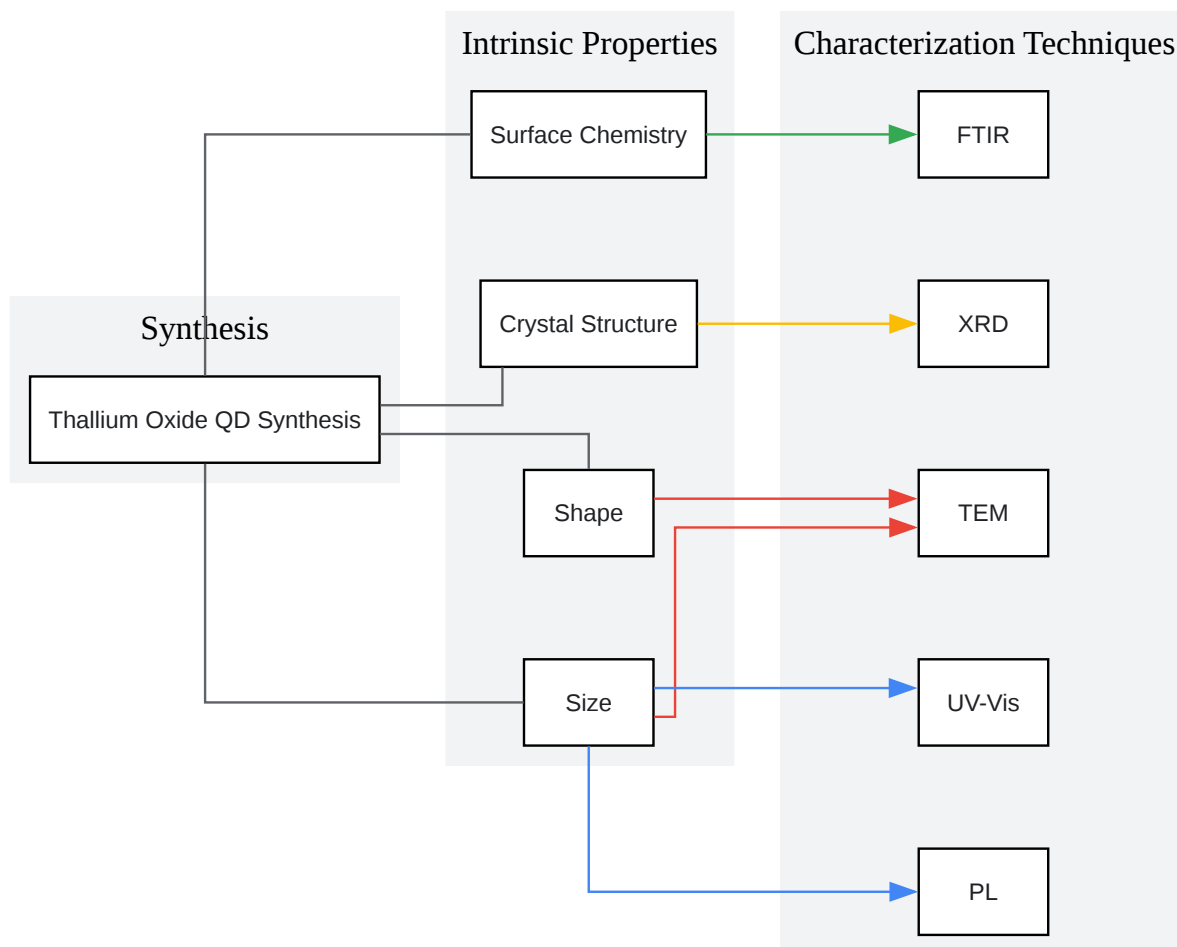 Intrinsic Properties
Characterization Techniques
Surface Chemistry
FTIR
Synthesis
Crystal Structure
XRD
Thallium Oxide QD Synthesis
Shape
TEM
Size
UV-Vis
PL